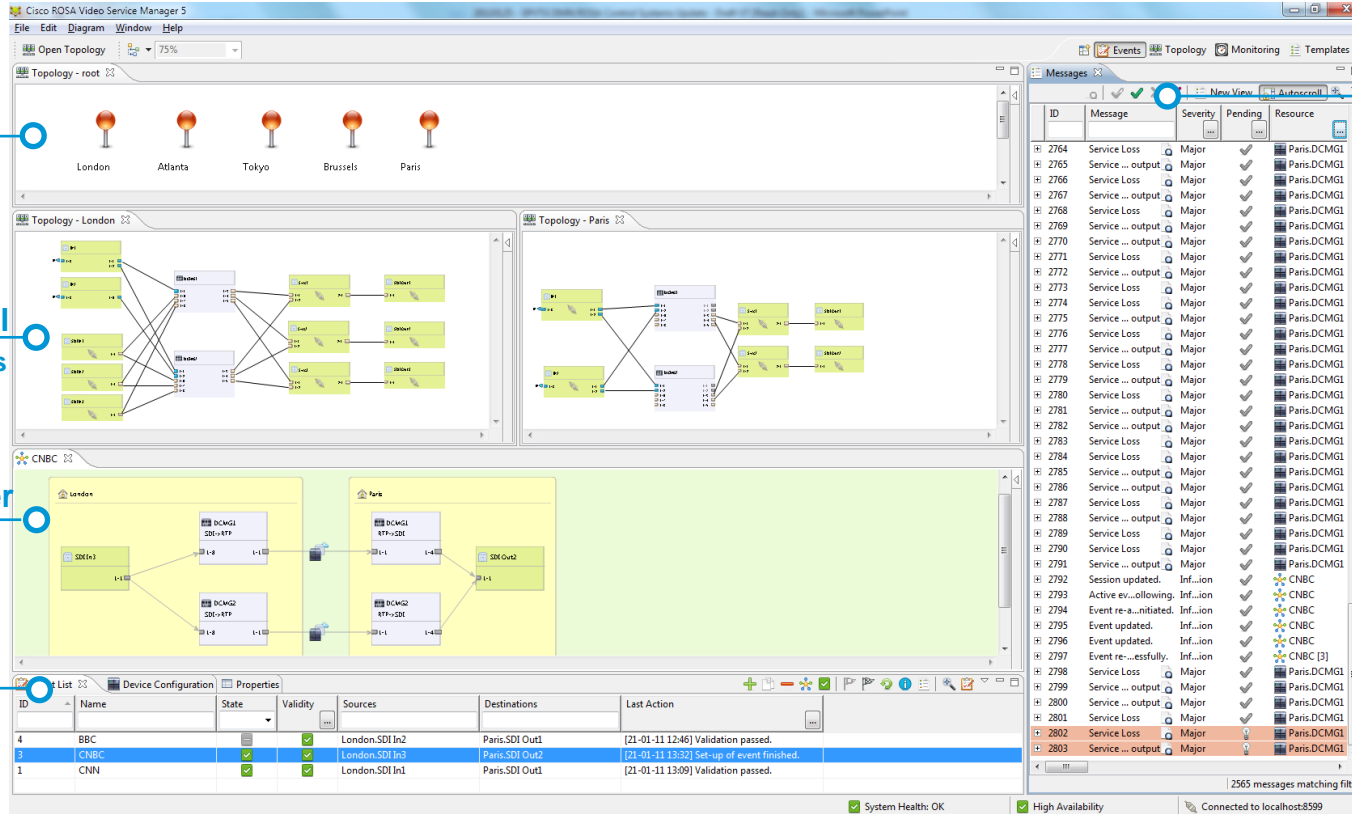 Cisco ROSA Video Service Manager 5
File Edit Diagram Window Help
Open Topology 75%
Events Topology Monitoring Templates
Topology - root
London Atlanta Tokyo Brussels Paris
Topology - London
Topology - Paris
CNBC
London
Paris
DCMG1
SDI->RTP
DCMG1
RTP->SDI
SDI In3
SDI Out2
DCMG2
SDI->RTP
DCMG2
RTP->SDI
List Device Configuration Properties
ID Name State Validity Sources Destinations Last Action
4 BBC London.SDI In2 Paris.SDI Out1 [21-01-11 12:46] Validation passed.
3 CNBC London.SDI In3 Paris.SDI Out2 [21-01-11 13:32] Set-up of event finished.
1 CNN London.SDI In1 Paris.SDI Out1 [21-01-11 13:09] Validation passed.
Messages
New View Autoscroll
ID Message Severity Pending Resource
2764 Service Loss Major Paris.DCMG1
2765 Service ... output Major Paris.DCMG1
2766 Service Loss Major Paris.DCMG1
2767 Service ... output Major Paris.DCMG1
2768 Service Loss Major Paris.DCMG1
2769 Service ... output Major Paris.DCMG1
2770 Service ... output Major Paris.DCMG1
2771 Service Loss Major Paris.DCMG1
2772 Service ... output Major Paris.DCMG1
2773 Service Loss Major Paris.DCMG1
2774 Service Loss Major Paris.DCMG1
2775 Service ... output Major Paris.DCMG1
2776 Service Loss Major Paris.DCMG1
2777 Service ... output Major Paris.DCMG1
2778 Service Loss Major Paris.DCMG1
2779 Service ... output Major Paris.DCMG1
2780 Service Loss Major Paris.DCMG1
2781 Service ... output Major Paris.DCMG1
2782 Service ... output Major Paris.DCMG1
2783 Service Loss Major Paris.DCMG1
2784 Service Loss Major Paris.DCMG1
2785 Service ... output Major Paris.DCMG1
2786 Service ... output Major Paris.DCMG1
2787 Service Loss Major Paris.DCMG1
2788 Service ... output Major Paris.DCMG1
2789 Service Loss Major Paris.DCMG1
2790 Service Loss Major Paris.DCMG1
2791 Service ... output Major Paris.DCMG1
2792 Session updated. Inf...ion CNBC
2793 Active ev...ollowing. Inf...ion CNBC
2794 Event re-a...nitiated. Inf...ion CNBC
2795 Event updated. Inf...ion CNBC
2796 Event updated. Inf...ion CNBC
2797 Event re-...essfully. Inf...ion CNBC [3]
2798 Service Loss Major Paris.DCMG1
2799 Service ... output Major Paris.DCMG1
2800 Service ... output Major Paris.DCMG1
2801 Service Loss Major Paris.DCMG1
2802 Service Loss Major Paris.DCMG1
2803 Service ... output Major Paris.DCMG1
2565 messages matching filt
System Health: OK High Availability Connected to localhost:8599